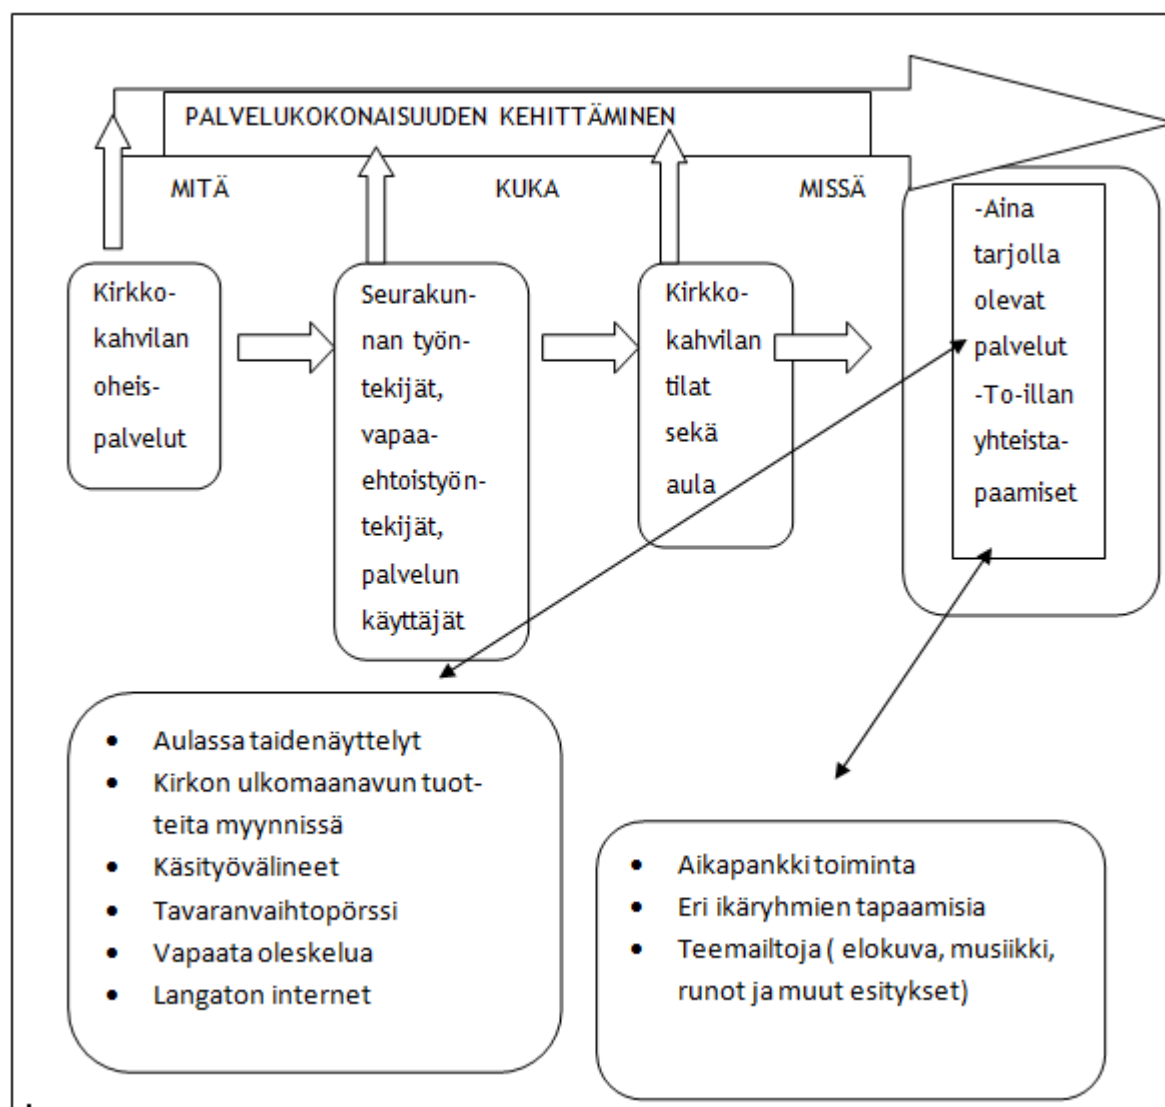 PALVELUKOKONAISUUDEN KEHITTÄMINEN
MITÄ
KUKA
MISSÄ
Kirkko-
kahvilan
oheis-
palvelut
Seurakun-
nan työn-
tekijät,
vapaa-
ehtoistyön-
tekijät,
palvelun
käyttäjät
Kirkko-
kahvilan
tilat
sekä
aula
-Aina
tarjolla
olevat
palvelut
-To-illan
yhteista-
paamiset
• Aulassa taidenäyttelyt
• Kirkon ulkomaanavun tuot-
teita myynnissä
• Käsityövälineet
• Tavaranvaihtopörssi
• Vapaata oleskelua
• Langaton internet
• Aikapankki toiminta
• Eri ikäryhmien tapaamisia
• Teemailtoja ( elokuva, musiikki,
runot ja muut esitykset)